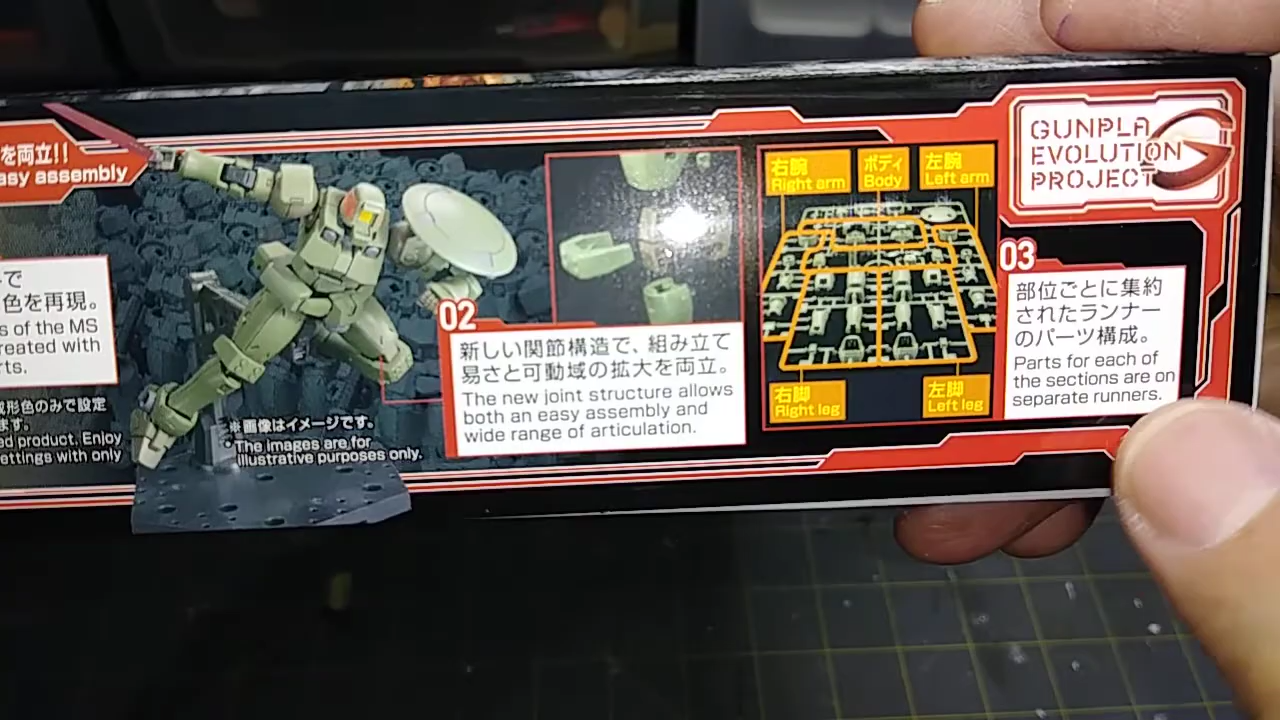 を両立!!
asy assembly
で
色を再現。
s of the MS
reated with
rts.
成形色のみで設定
ます。
ed product. Enjoy
ettings with only
※画像はイメージです。
*The images are for
illustrative purposes only.
02
新しい関節構造で、組み立て
易さと可動域の拡大を両立。
The new joint structure allows
both an easy assembly and
wide range of articulation.
右腕
Right arm
ボディ
Body
左腕
Left arm
右脚
Right leg
左脚
Left leg
GUNPLA
EVOLUTION
PROJECT
03
部位ごとに集約
されたランナー
のパーツ構成。
Parts for each of
the sections are on
separate runners.